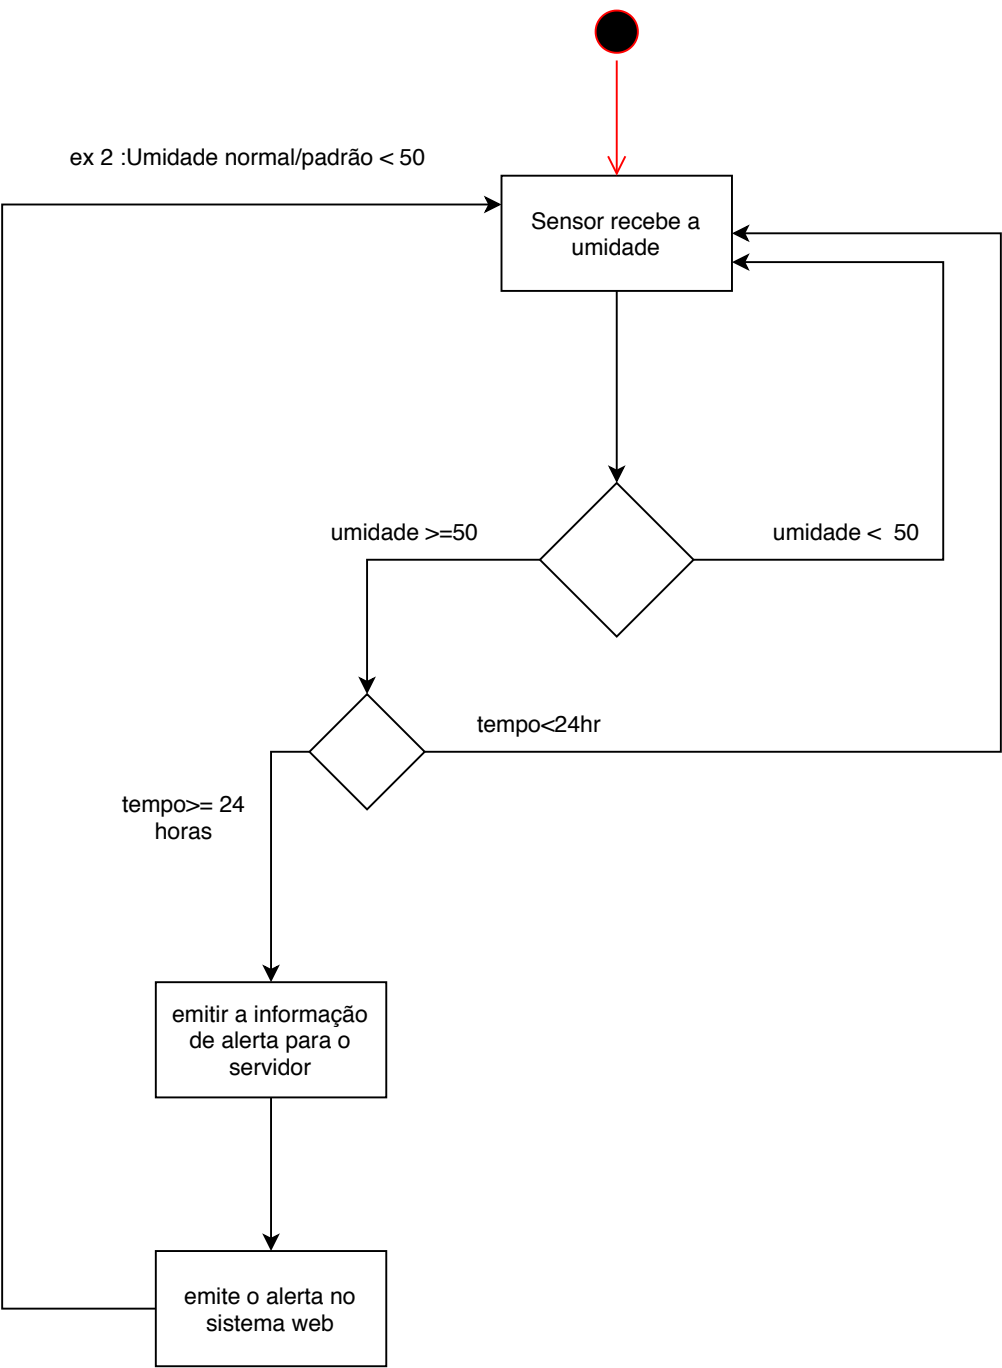 ex 2 :Umidade normal/padrão < 50
Sensor recebe a
umidade
umidade >=50
umidade <  50
tempo<24hr
tempo>= 24
horas
emitir a informação
de alerta para o
servidor
emite o alerta no
sistema web